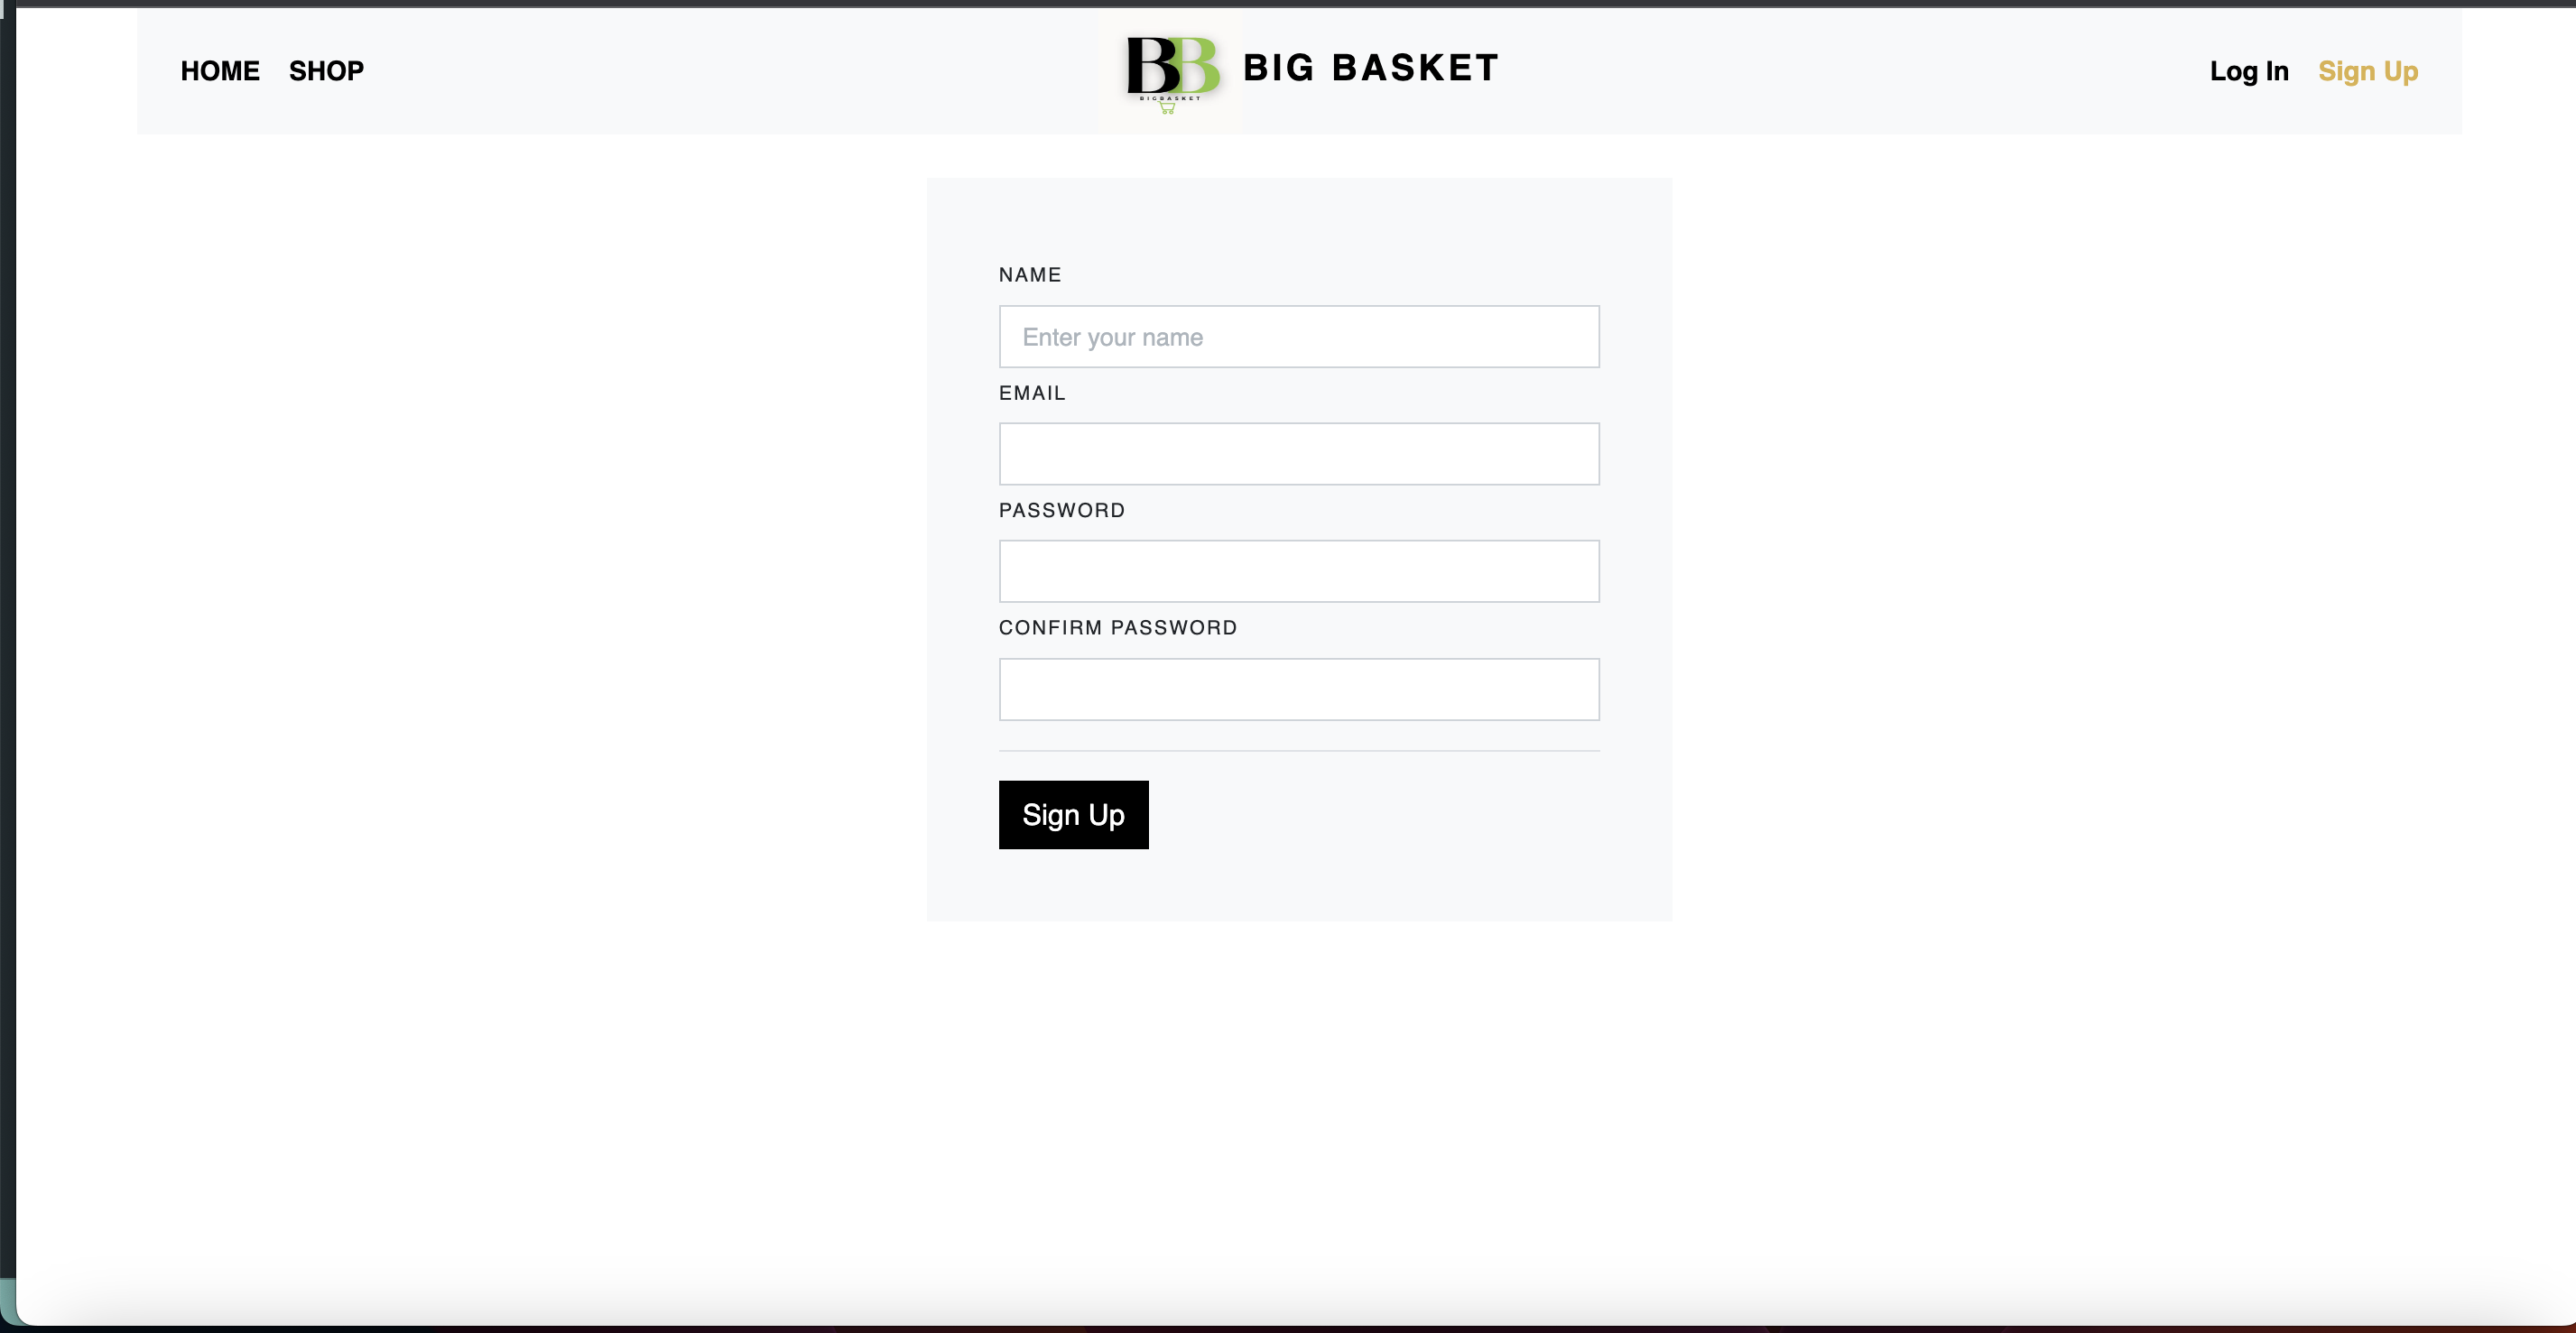 HOME SHOP
BB
BIGBASKET
BIG BASKET
Log In Sign Up
NAME
Enter your name
EMAIL
PASSWORD
CONFIRM PASSWORD
Sign Up